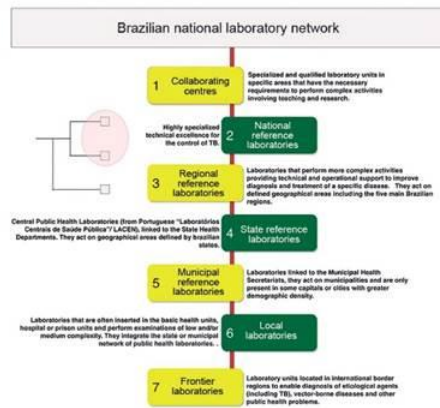 Brazilian national laboratory network
1
Collaborating
centres
Specialized and qualified laboratory units in
specific areas that have the necessary
requirements to perform complex activities
involving teaching and research.
Highly specialized
technical excellence for
the control of TB.
2
National
reference
laboratories
3
Regional
reference
laboratories
Laboratories that perform more complex activities
providing technical and operational support to
improve diagnosis and treatment of a specific disease. They act on
defined geographical areas including the five main Brazilian
regions.
Central Public Health Laboratories (from Portuguese "Laboratórios
Centrais de Saúde Pública"/ LACEN), linked to the State Health
Departments. They act on geographical areas defined by brazilian
states.
4
State reference
laboratories
5
Municipal
reference
laboratories
Laboratories linked to the Municipal Health
Secretariats, they act on municipalities and are only
present in some capitals or cities with greater
demographic density.
Laboratories that are often inserted in the basic health units,
hospital or prison units and perform examinations of low and/or
medium complexity. They integrate the state or municipal
network of public health laboratories. .
6
Local
laboratories
7
Frontier
laboratories
Laboratory units located in international border
regions to enable diagnosis of etiological agents
(including TB), vector-borne diseases and other
public health problems.